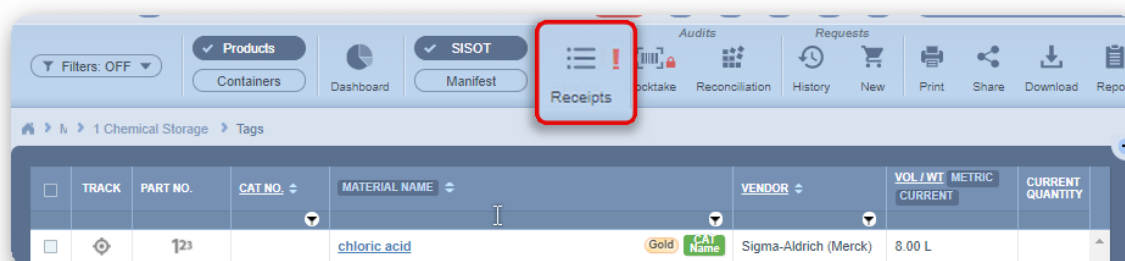 Audits
Requests
Filters: OFF
Products
Containers
Dashboard
SISOT
Manifest
Receipts
Reconciliation
History
New
Print
Share
Download
1 Chemical Storage
Tags
TRACK
PART NO.
CAT NO.
MATERIAL NAME
VENDOR
VOL / WT METRIC
CURRENT
CURRENT
QUANTITY
123
chloric acid
Gold
CAT
Name
Sigma-Aldrich (Merck)
8.00 L